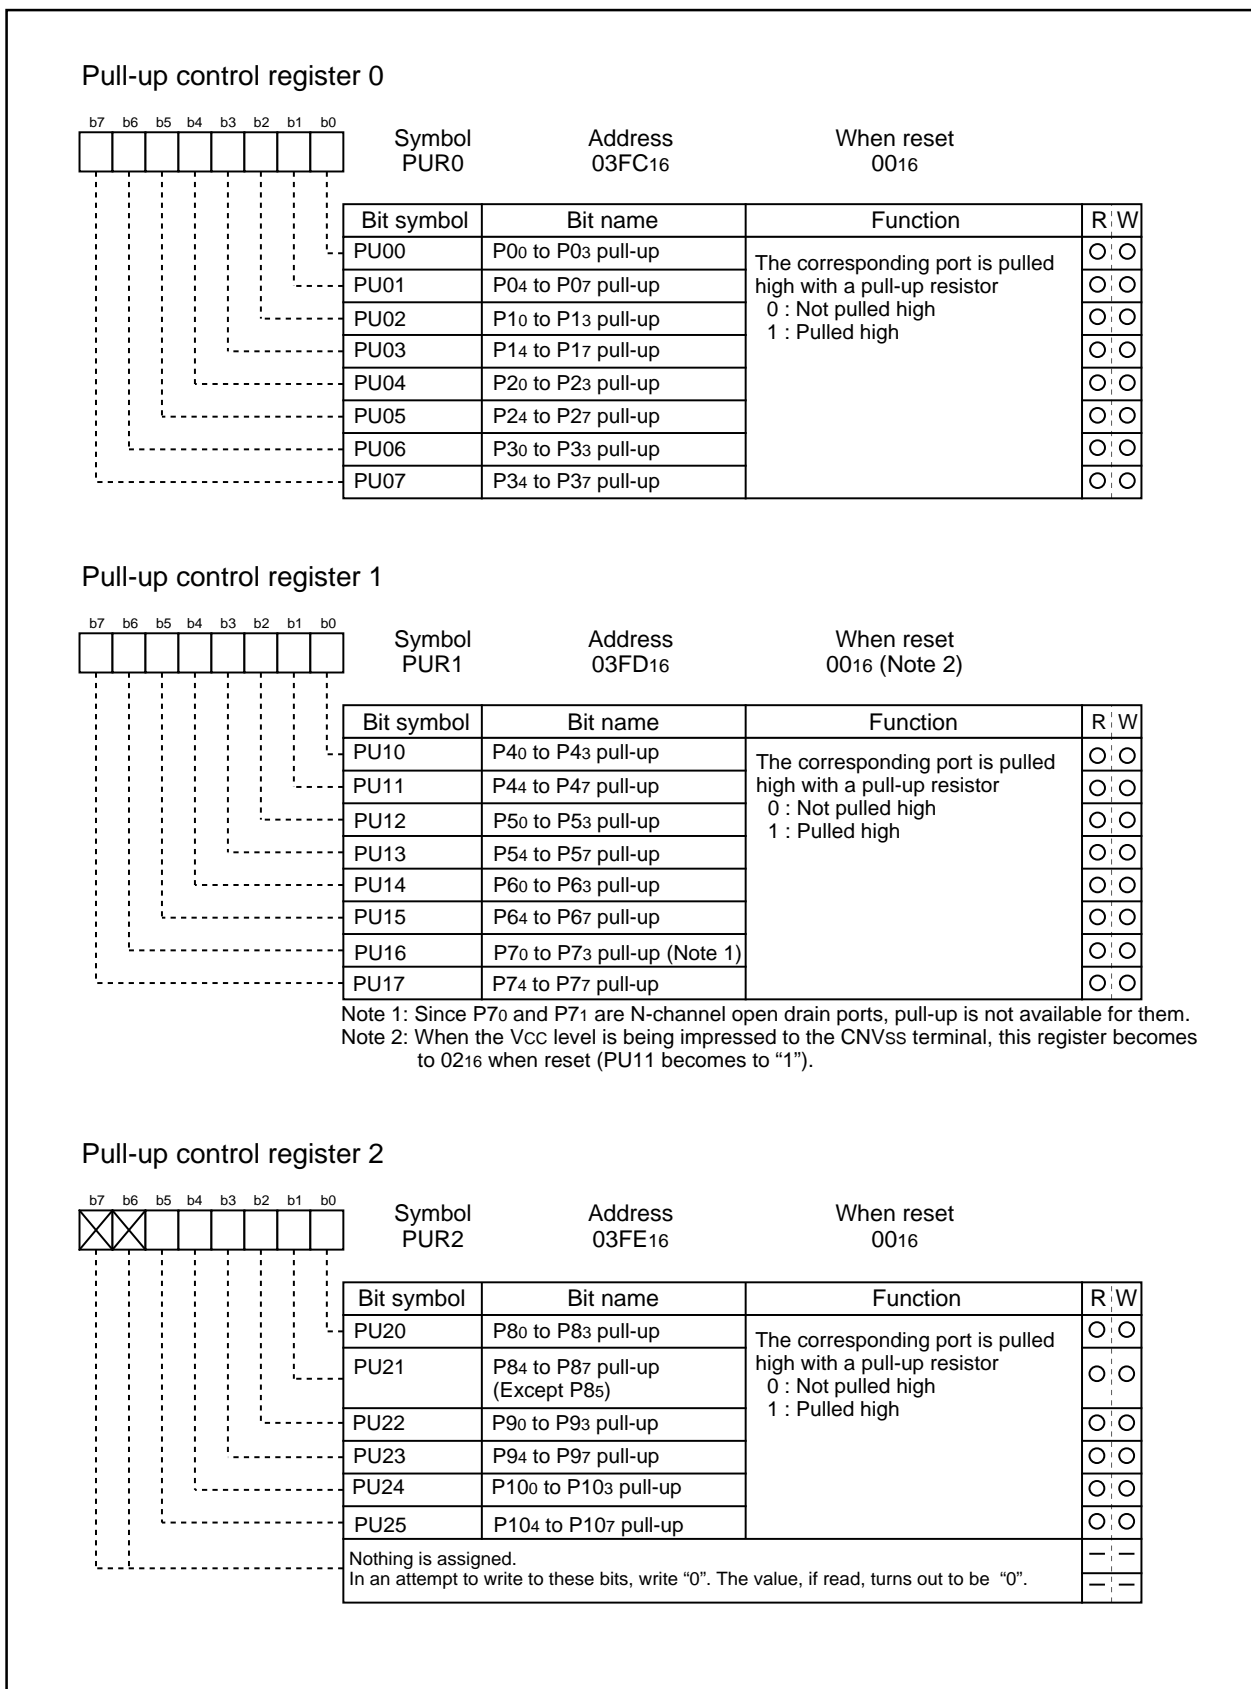 Pull-up control register 0
b7 b6 b5 b4 b3 b2 b1 b0
Symbol Address When reset
PUR0 03FC16 0016
Bit symbol Bit name Function R W
PU00 P00 to P03 pull-up The corresponding port is pulled
PU01 P04 to P07 pull-up high with a pull-up resistor
PU02 P10 to P13 pull-up 0 : Not pulled high
PU03 P14 to P17 pull-up 1 : Pulled high
PU04 P20 to P23 pull-up
PU05 P24 to P27 pull-up
PU06 P30 to P33 pull-up
PU07 P34 to P37 pull-up
Pull-up control register 1
b7 b6 b5 b4 b3 b2 b1 b0
Symbol Address When reset
PUR1 03FD16 0016 (Note 2)
Bit symbol Bit name Function R W
PU10 P40 to P43 pull-up The corresponding port is pulled
PU11 P44 to P47 pull-up high with a pull-up resistor
PU12 P50 to P53 pull-up 0 : Not pulled high
PU13 P54 to P57 pull-up 1 : Pulled high
PU14 P60 to P63 pull-up
PU15 P64 to P67 pull-up
PU16 P70 to P73 pull-up (Note 1)
PU17 P74 to P77 pull-up
Note 1: Since P70 and P71 are N-channel open drain ports, pull-up is not available for them.
Note 2: When the VCC level is being impressed to the CNVSS terminal, this register becomes
to 0216 when reset (PU11 becomes to “1”).
Pull-up control register 2
b7 b6 b5 b4 b3 b2 b1 b0
Symbol Address When reset
PUR2 03FE16 0016
Bit symbol Bit name Function R W
PU20 P80 to P83 pull-up The corresponding port is pulled
PU21 P84 to P87 pull-up high with a pull-up resistor
(Except P85) 0 : Not pulled high
PU22 P90 to P93 pull-up 1 : Pulled high
PU23 P94 to P97 pull-up
PU24 P100 to P103 pull-up
PU25 P104 to P107 pull-up
Nothing is assigned.
In an attempt to write to these bits, write “0”. The value, if read, turns out to be “0”.